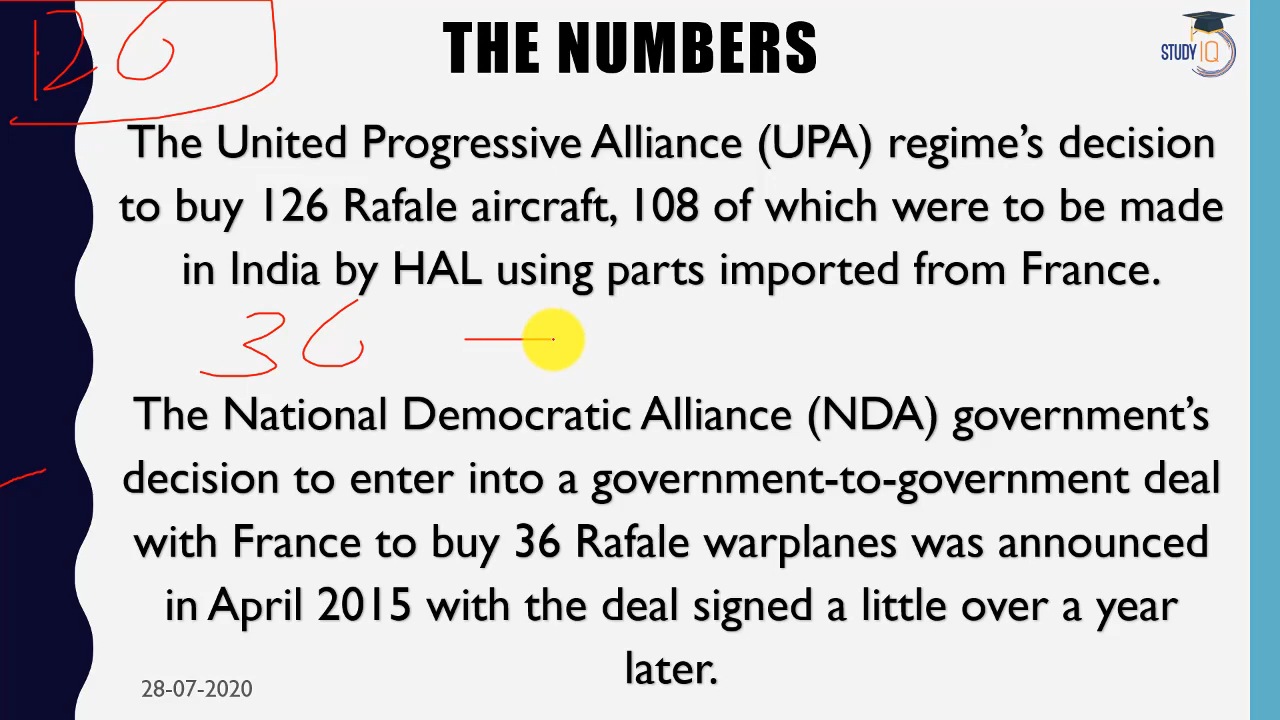 126
THE NUMBERS
STUDY IQ
The United Progressive Alliance (UPA) regime's decision
to buy 126 Rafale aircraft, 108 of which were to be made
in India by HAL using parts imported from France.
36
The National Democratic Alliance (NDA) government's
decision to enter into a government-to-government deal
with France to buy 36 Rafale warplanes was announced
in April 2015 with the deal signed a little over a year
later.
28-07-2020